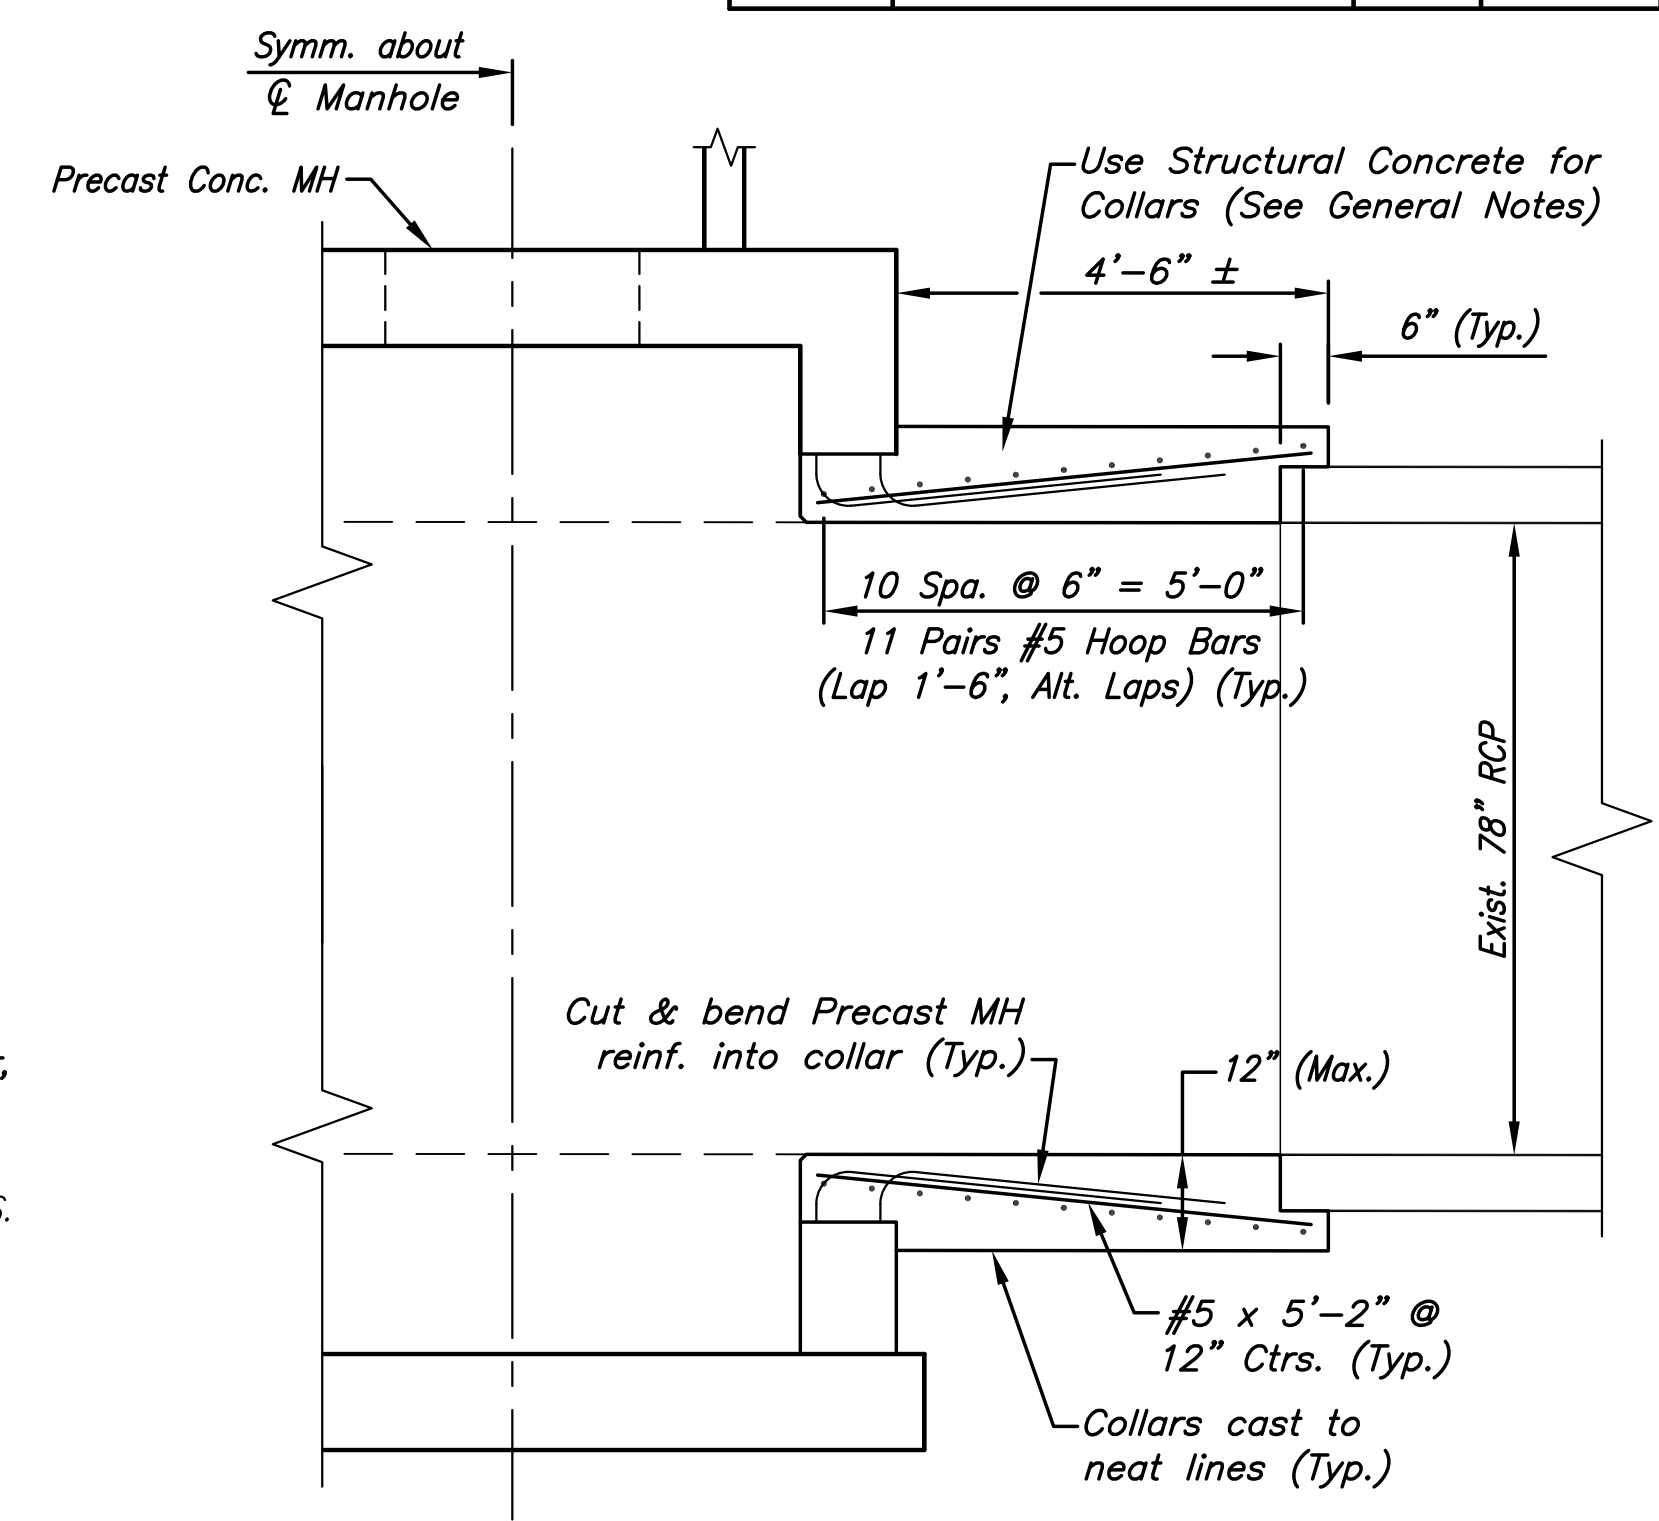 Symm. about
℄ Manhole
Precast Conc. MH
Use Structural Concrete for
Collars (See General Notes)
4'-6" ±
6" (Typ.)
10 Spa. @ 6" = 5'-0"
11 Pairs #5 Hoop Bars
(Lap 1'-6", Alt. Laps) (Typ.)
Exist. 78" RCP
Cut & bend Precast MH
reinf. into collar (Typ.)
12" (Max.)
#5 x 5'-2" @
12" Ctrs. (Typ.)
Collars cast to
neat lines (Typ.)